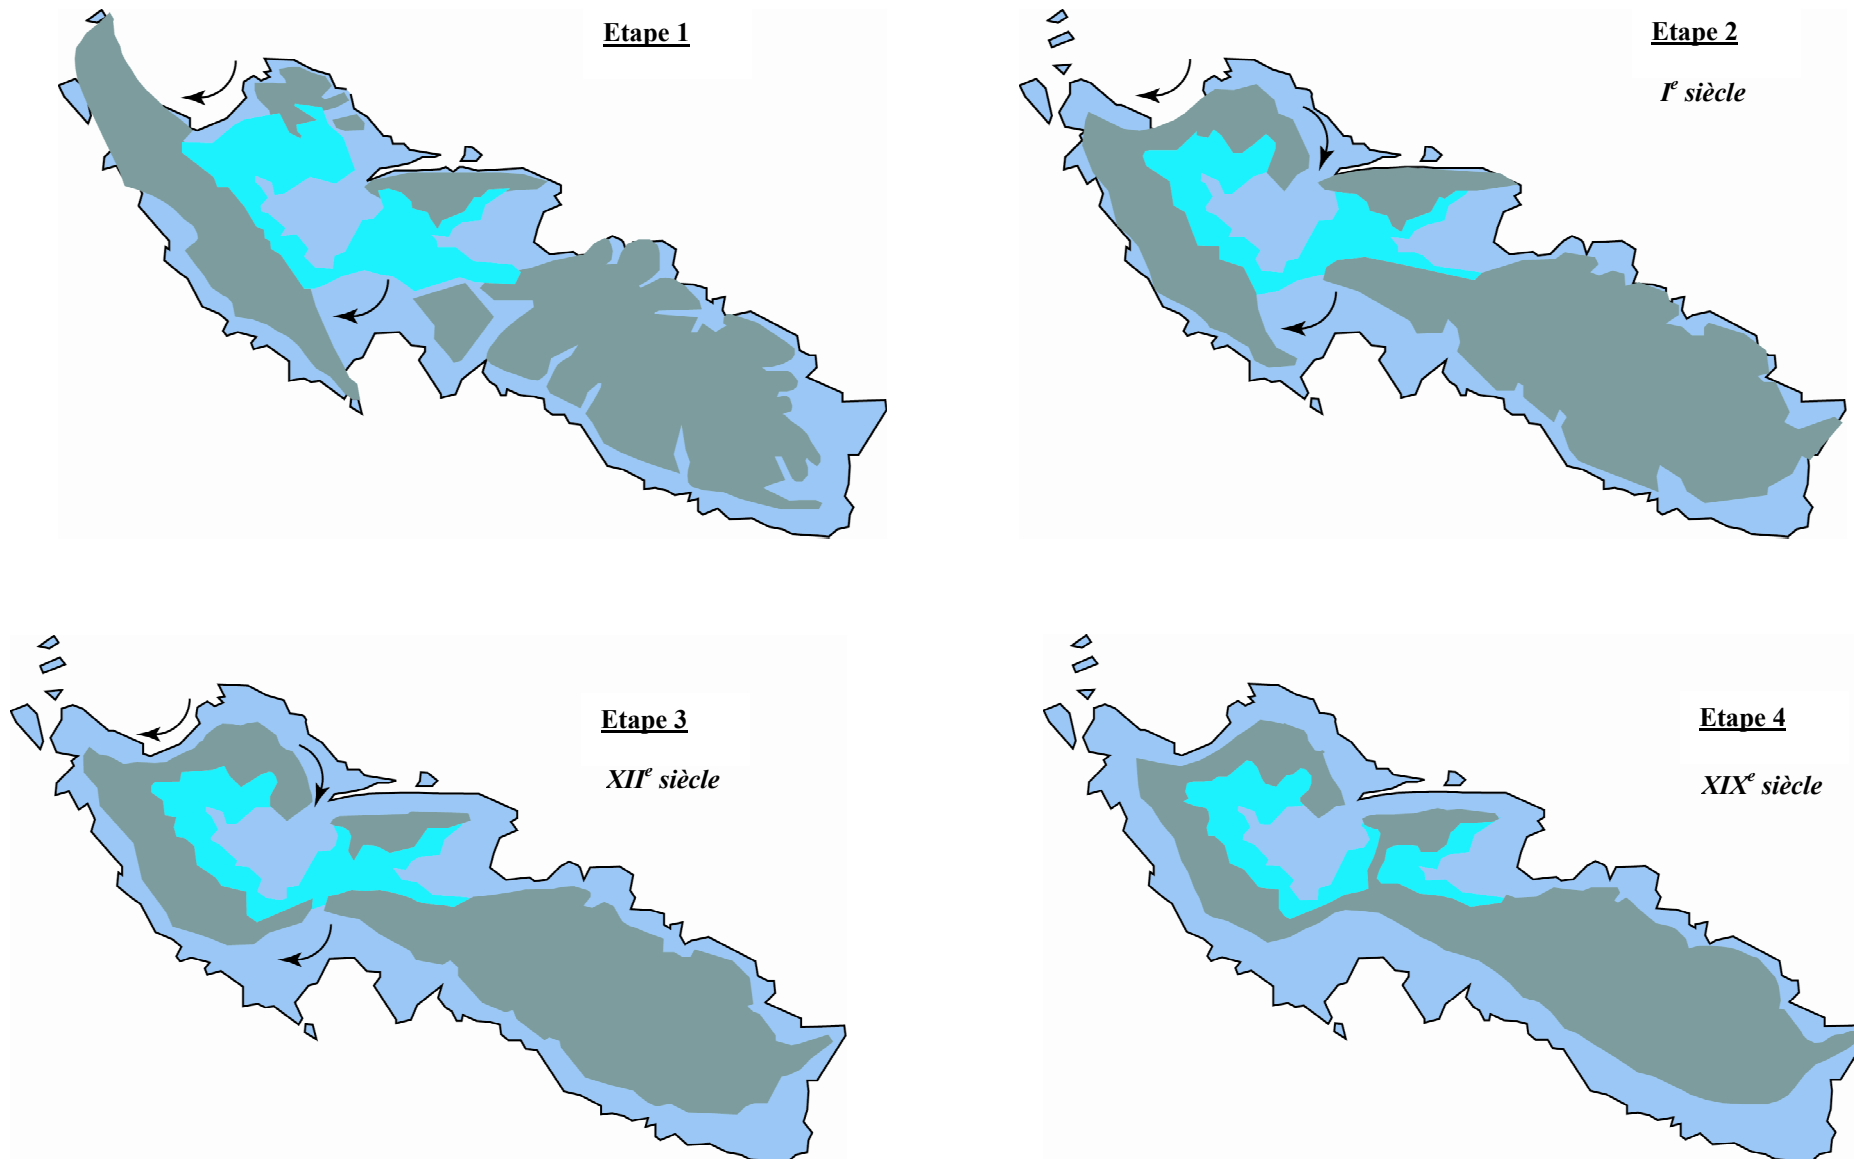 Etape 1
Etape 2
Iᵉ siècle
Etape 3
XIIᵉ siècle
Etape 4
XIXᵉ siècle